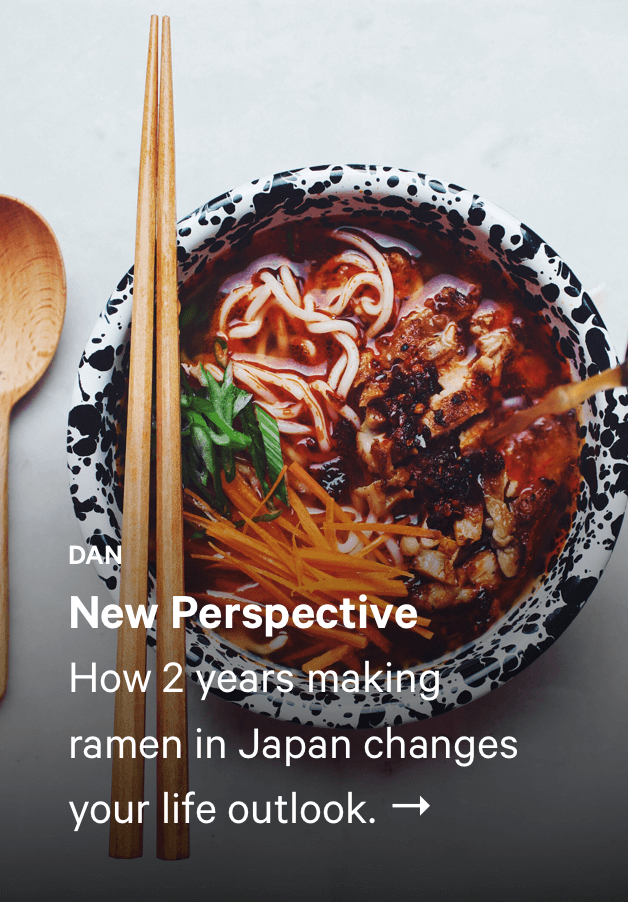 DAN
New Perspective
How 2 years making
ramen in Japan changes
your life outlook. →